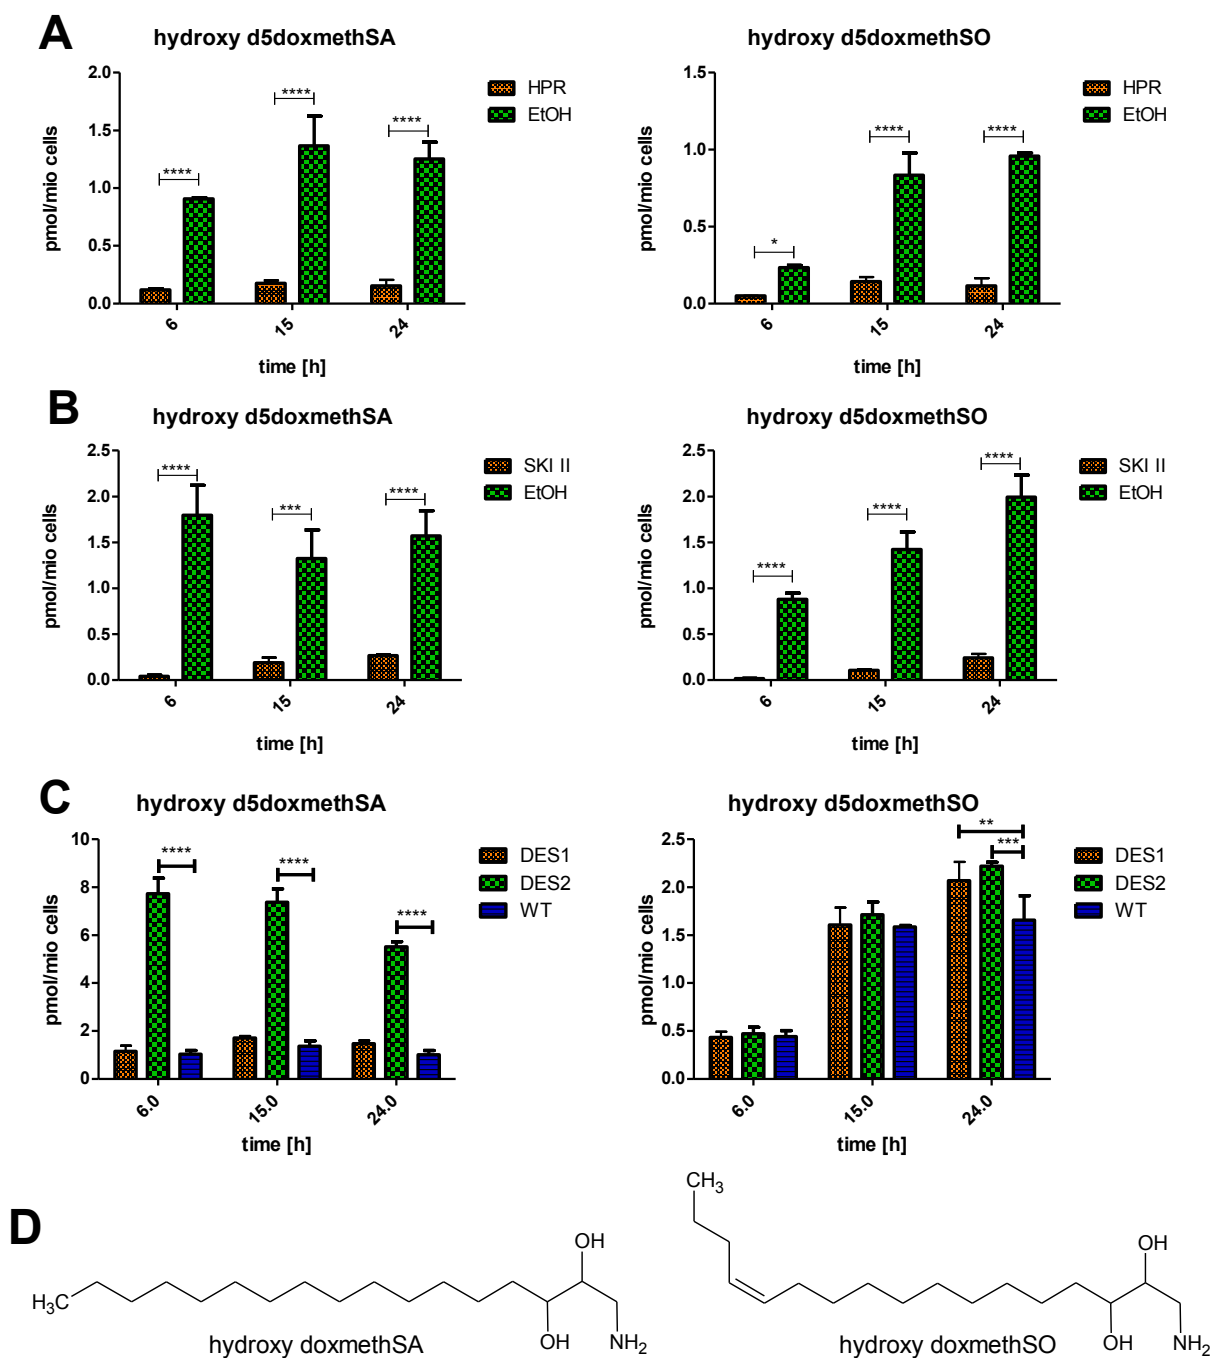 A
hydroxy d5doxmethSA
pmol/mio cells
2.0
1.5
1.0
0.5
0.0
****
****
****
6
15
24
time [h]
HPR
EtOH
hydroxy d5doxmethSO
pmol/mio cells
1.5
1.0
0.5
0.0
*
****
****
6
15
24
time [h]
HPR
EtOH
B
hydroxy d5doxmethSA
pmol/mio cells
2.5
2.0
1.5
1.0
0.5
0.0
****
***
****
6
15
24
time [h]
SKI II
EtOH
hydroxy d5doxmethSO
pmol/mio cells
2.5
2.0
1.5
1.0
0.5
0.0
****
****
****
6
15
24
time [h]
SKI II
EtOH
C
hydroxy d5doxmethSA
pmol/mio cells
10
8
6
4
2
0
****
****
****
6.0
15.0
24.0
time [h]
DES1
DES2
WT
hydroxy d5doxmethSO
pmol/mio cells
2.5
2.0
1.5
1.0
0.5
0.0
**
***
6.0
15.0
24.0
time [h]
DES1
DES2
WT
D
H3C
OH
OH
NH2
hydroxy doxmethSA
CH3
OH
OH
NH2
hydroxy doxmethSO